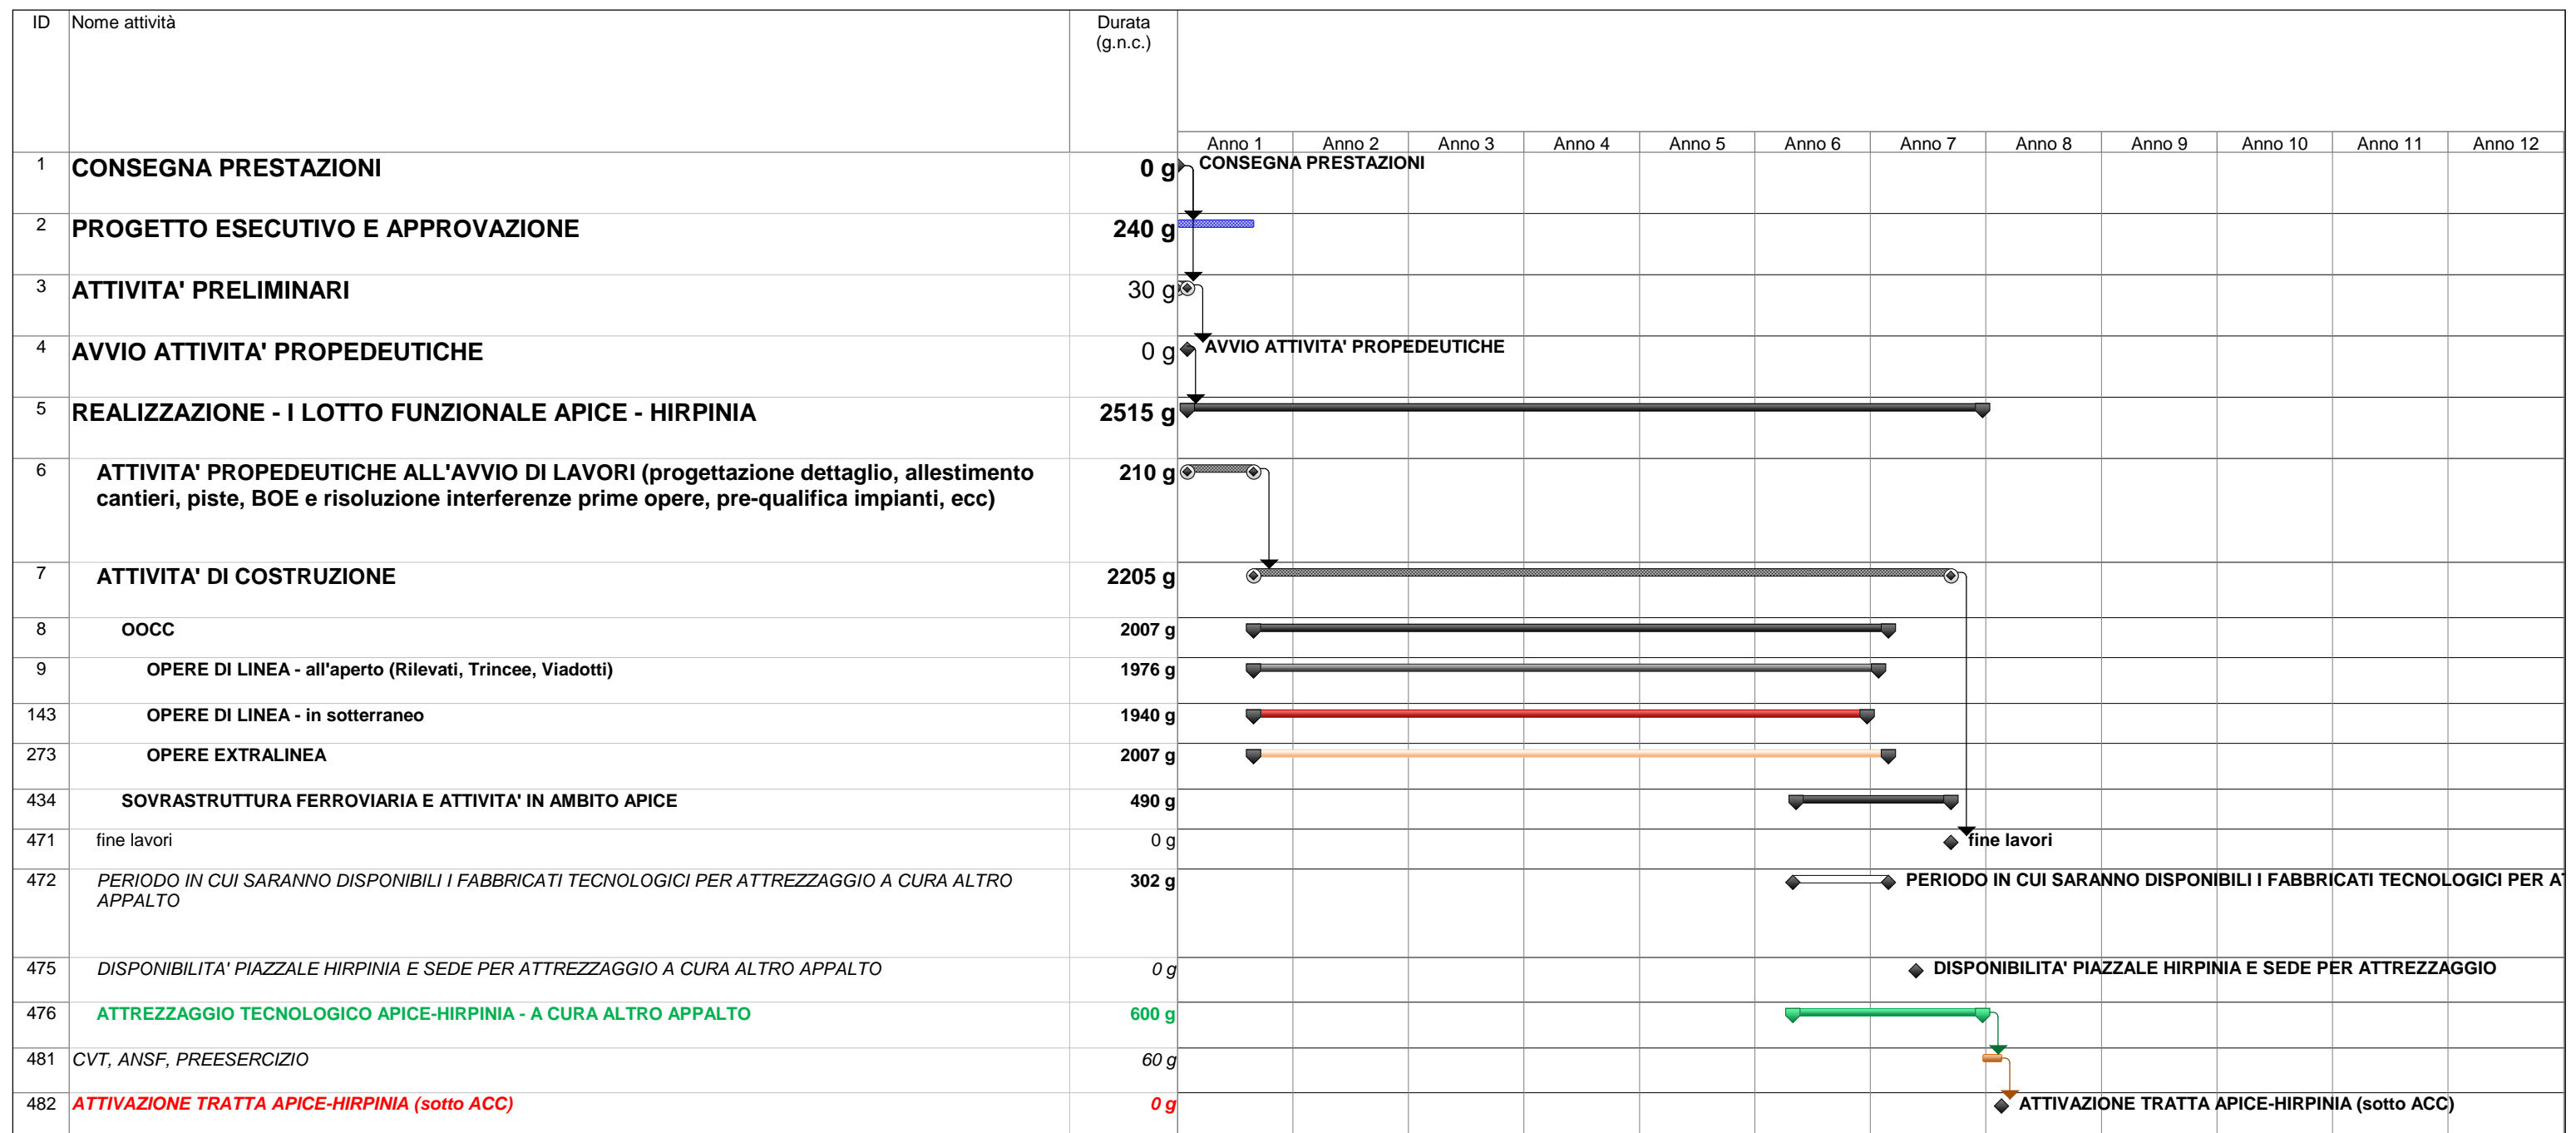 ID Nome attività Durata
(g.n.c.)
Anno 1 Anno 2 Anno 3 Anno 4 Anno 5 Anno 6 Anno 7 Anno 8 Anno 9 Anno 10 Anno 11 Anno 12
1 CONSEGNA PRESTAZIONI 0 g CONSEGNA PRESTAZIONI
2 PROGETTO ESECUTIVO E APPROVAZIONE 240 g
3 ATTIVITA' PRELIMINARI 30 g
4 AVVIO ATTIVITA' PROPEDEUTICHE 0 g AVVIO ATTIVITA' PROPEDEUTICHE
5 REALIZZAZIONE - I LOTTO FUNZIONALE APICE - HIRPINIA 2515 g
6 ATTIVITA' PROPEDEUTICHE ALL'AVVIO DI LAVORI (progettazione dettaglio, allestimento 210 g
cantieri, piste, BOE e risoluzione interferenze prime opere, pre-qualifica impianti, ecc)
7 ATTIVITA' DI COSTRUZIONE 2205 g
8 OOCC 2007 g
9 OPERE DI LINEA - all'aperto (Rilevati, Trincee, Viadotti) 1976 g
143 OPERE DI LINEA - in sotterraneo 1940 g
273 OPERE EXTRALINEA 2007 g
434 SOVRASTRUTTURA FERROVIARIA E ATTIVITA' IN AMBITO APICE 490 g
471 fine lavori 0 g fine lavori
472 PERIODO IN CUI SARANNO DISPONIBILI I FABBRICATI TECNOLOGICI PER ATTREZZAGGIO A CURA ALTRO 302 g PERIODO IN CUI SARANNO DISPONIBILI I FABBRICATI TECNOLOGICI PER
APPALTO
475 DISPONIBILITA' PIAZZALE HIRPINIA E SEDE PER ATTREZZAGGIO A CURA ALTRO APPALTO 0 g DISPONIBILITA' PIAZZALE HIRPINIA E SEDE PER ATTREZZAGGIO
476 ATTREZZAGGIO TECNOLOGICO APICE-HIRPINIA - A CURA ALTRO APPALTO 600 g
481 CVT, ANSF, PREESERCIZIO 60 g
482 ATTIVAZIONE TRATTA APICE-HIRPINIA (sotto ACC) 0 g ATTIVAZIONE TRATTA APICE-HIRPINIA (sotto ACC)